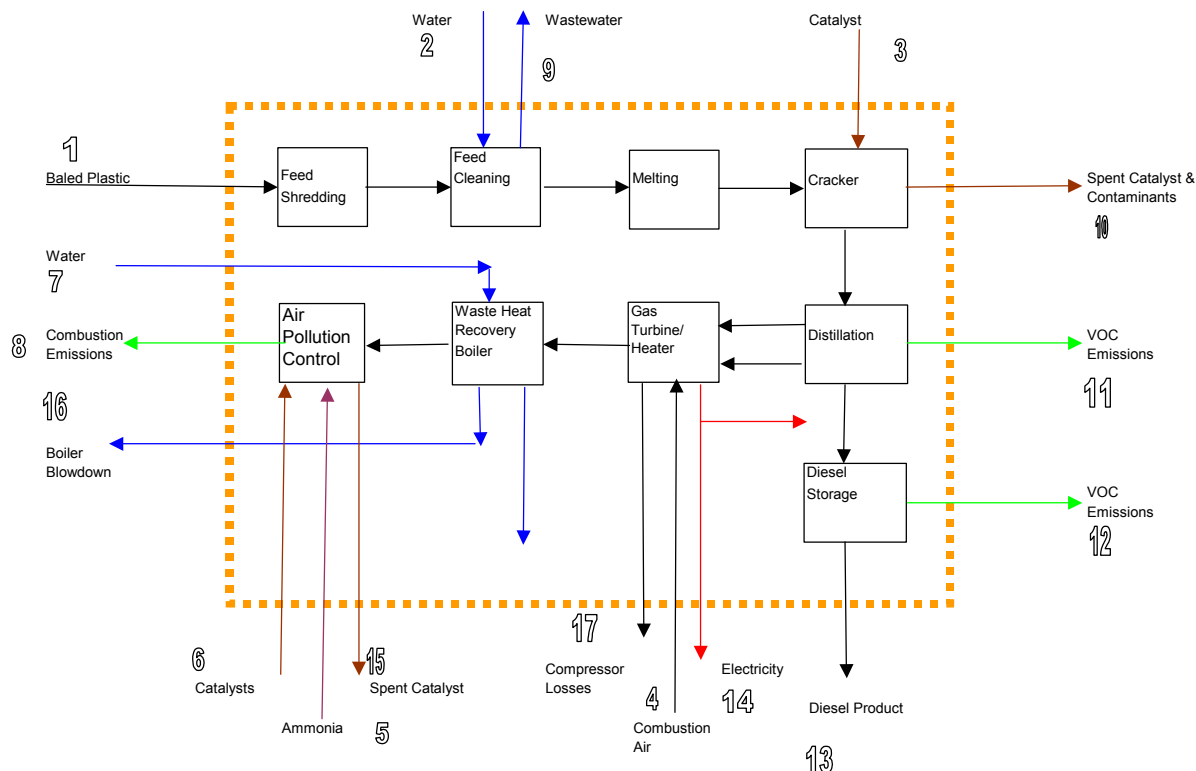 Water
2
Wastewater
9
Catalyst
3
1
Baled Plastic
Feed
Shredding
Feed
Cleaning
Melting
Cracker
Spent Catalyst &
Contaminants
10
Water
7
Air
Pollution
Control
Waste Heat
Recovery
Boiler
Gas
Turbine/
Heater
Distillation
VOC
Emissions
11
8
Combustion
Emissions
16
Boiler
Blowdown
Diesel
Storage
VOC
Emissions
12
6
Catalysts
15
Spent Catalyst
Ammonia
5
17
Compressor
Losses
4
Combustion
Air
Electricity
14
Diesel Product
13